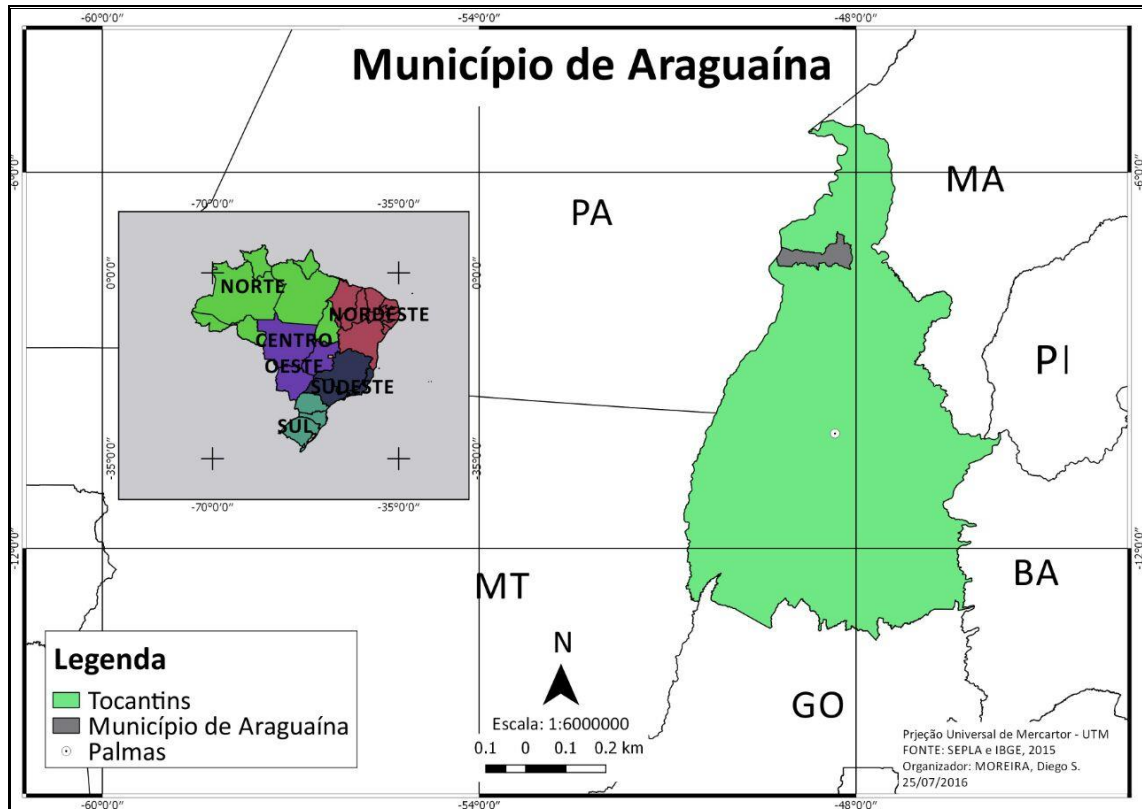 -60°0'0"
-54°0'0"
-48°0'0"
Município de Araguaína
-6°0'0"
-6°0'0"
PA
MA
-70°0'0"
-35°0'0"
0°0'0"
0°0'0"
NORTE
NORDESTE
CENTRO
OESTE
SUDESTE
SUL
-35°0'0"
-35°0'0"
-70°0'0"
-35°0'0"
PI
-12°0'0"
-12°0'0"
MT
BA
GO
Legenda
Tocantins
Município de Araguaína
Palmas
N
Escala: 1:6000000
0.1 0 0.1 0.2 km
Prjeção Universal de Mercartor - UTM
FONTE: SEPLA e IBGE, 2015
Organizador: MOREIRA, Diego S.
25/07/2016
-60°0'0"
-54°0'0"
-48°0'0"